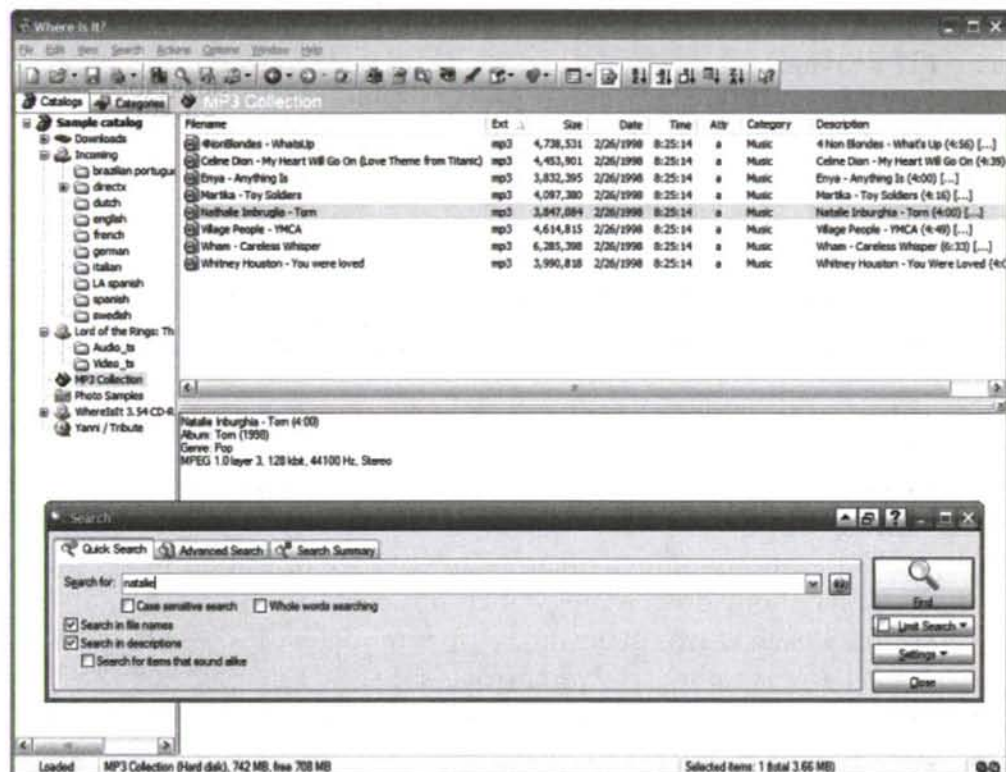 Where Is It?
File Edit View Search Actions Options Window Help
Catalogs Categories MP3 Collection
Sample catalog
Downloads
Incoming
brazilian portugu
directx
dutch
english
french
german
italian
LA spanish
spanish
swedish
Lord of the Rings: Th
Audio_ts
Video_ts
MP3 Collection
Photo Samples
WhereIsIt 3.54 CD-R
Yanni / Tribute
Filename Ext Size Date Time Attr Category Description
4NonBlondes - WhatsUp mp3 4,738,531 2/26/1998 8:25:14 a Music 4 Non Blondes - What's Up (4:56) [...]
Celine Dion - My Heart Will Go On (Love Theme from Titanic) mp3 4,453,901 2/26/1998 8:25:14 a Music Celine Dion - My Heart Will Go On (4:39)
Enya - Anything Is mp3 3,832,395 2/26/1998 8:25:14 a Music Enya - Anything Is (4:00) [...]
Martika - Toy Soldiers mp3 4,097,380 2/26/1998 8:25:14 a Music Martika - Toy Soldiers (4:16) [...]
Nathalie Imbruglia - Torn mp3 3,847,084 2/26/1998 8:25:14 a Music Natalie Inburghia - Torn (4:00) [...]
Village People - YMCA mp3 4,614,815 2/26/1998 8:25:14 a Music Village People - YMCA (4:49) [...]
Wham - Careless Whisper mp3 6,285,398 2/26/1998 8:25:14 a Music Wham - Careless Whisper (6:33) [...]
Whitney Houston - You were loved mp3 3,990,818 2/26/1998 8:25:14 a Music Whitney Houston - You Were Loved (4:0
Natalie Inburghia - Torn (4:00)
Album: Torn (1998)
Genre: Pop
MPEG 1.0 layer 3, 128 kbit, 44100 Hz, Stereo
Search
Quick Search Advanced Search Search Summary
Search for: natalie
Case sensitive search Whole words searching
Search in file names
Search in descriptions
Search for items that sound alike
Find
Limit Search
Settings
Close
Loaded MP3 Collection (Hard disk), 742 MB, free 708 MB Selected items: 1 (total 3.66 MB)